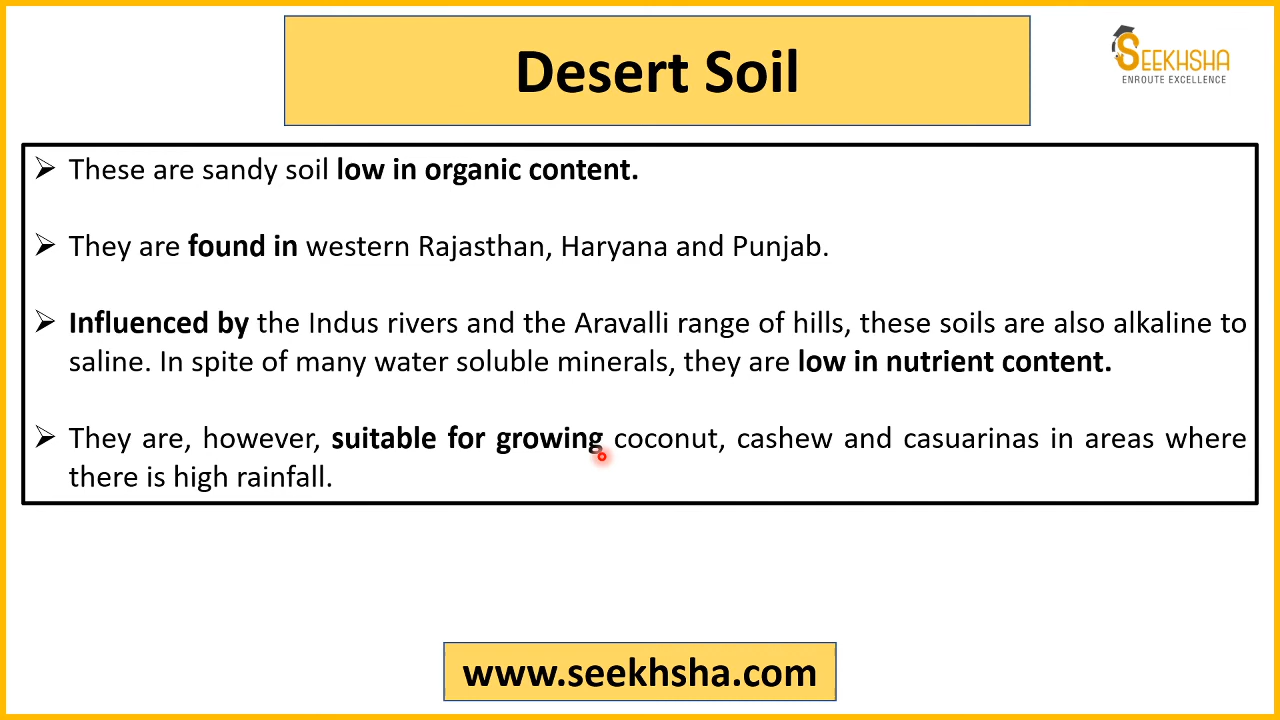 Desert Soil
SEEKHSHA
ENROUTE EXCELLENCE
➤ These are sandy soil low in organic content.
➤ They are found in western Rajasthan, Haryana and Punjab.
➤ Influenced by the Indus rivers and the Aravalli range of hills, these soils are also alkaline to
saline. In spite of many water soluble minerals, they are low in nutrient content.
➤ They are, however, suitable for growing coconut, cashew and casuarinas in areas where
there is high rainfall.
www.seekhsha.com